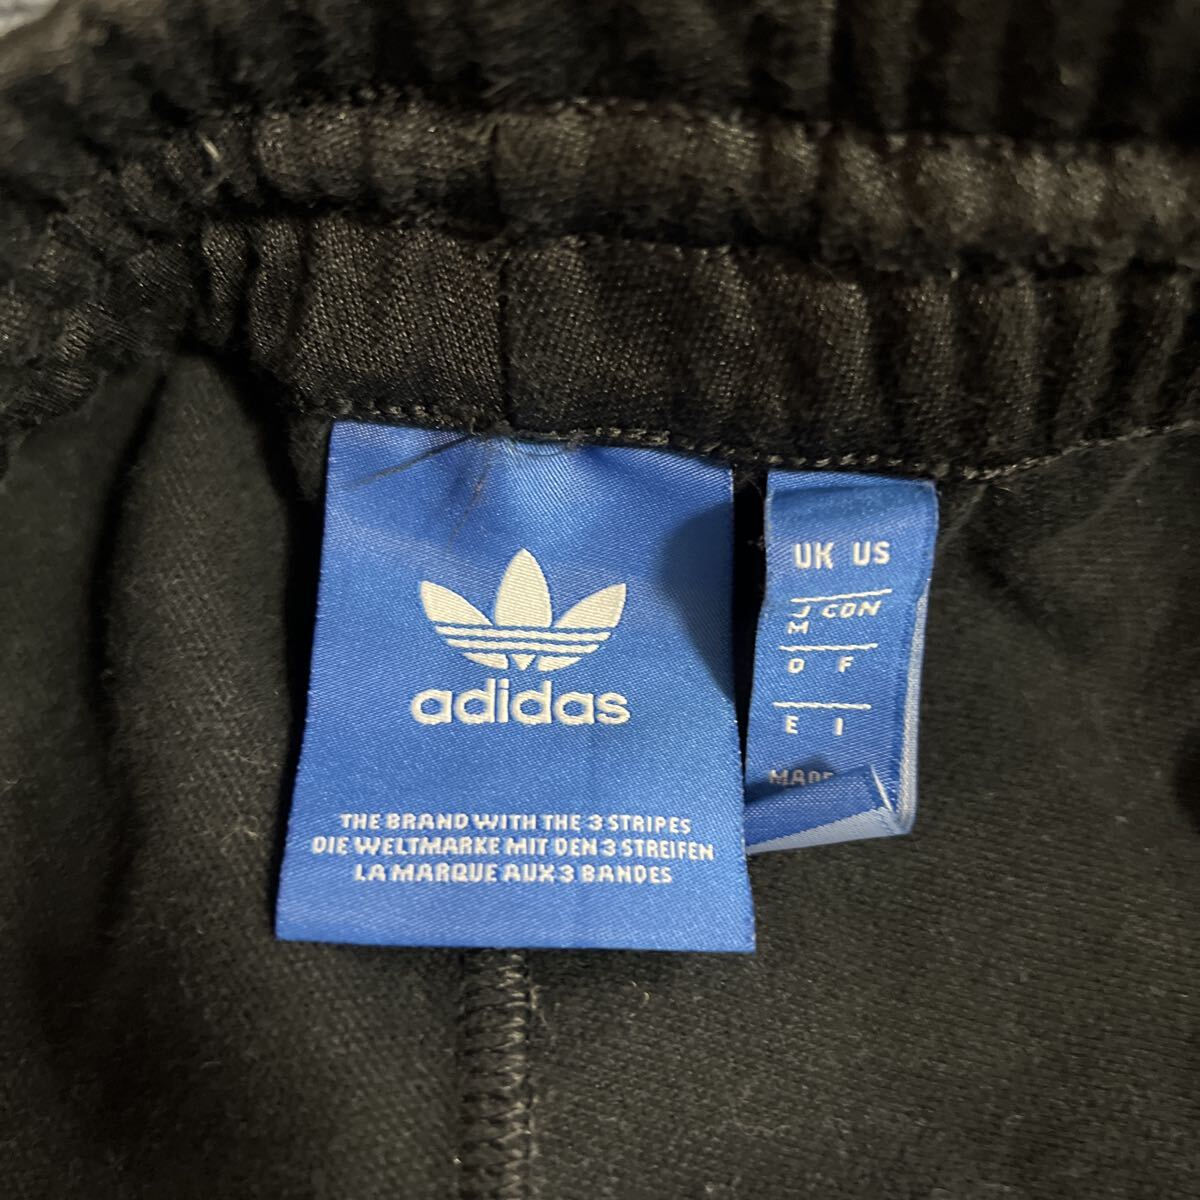 adidas
THE BRAND WITH THE 3 STRIPES
DIE WELTMARKE MIT DEN 3 STREIFEN
LA MARQUE AUX 3 BANDES
UK US
J CON
M
D F
E I
MADE